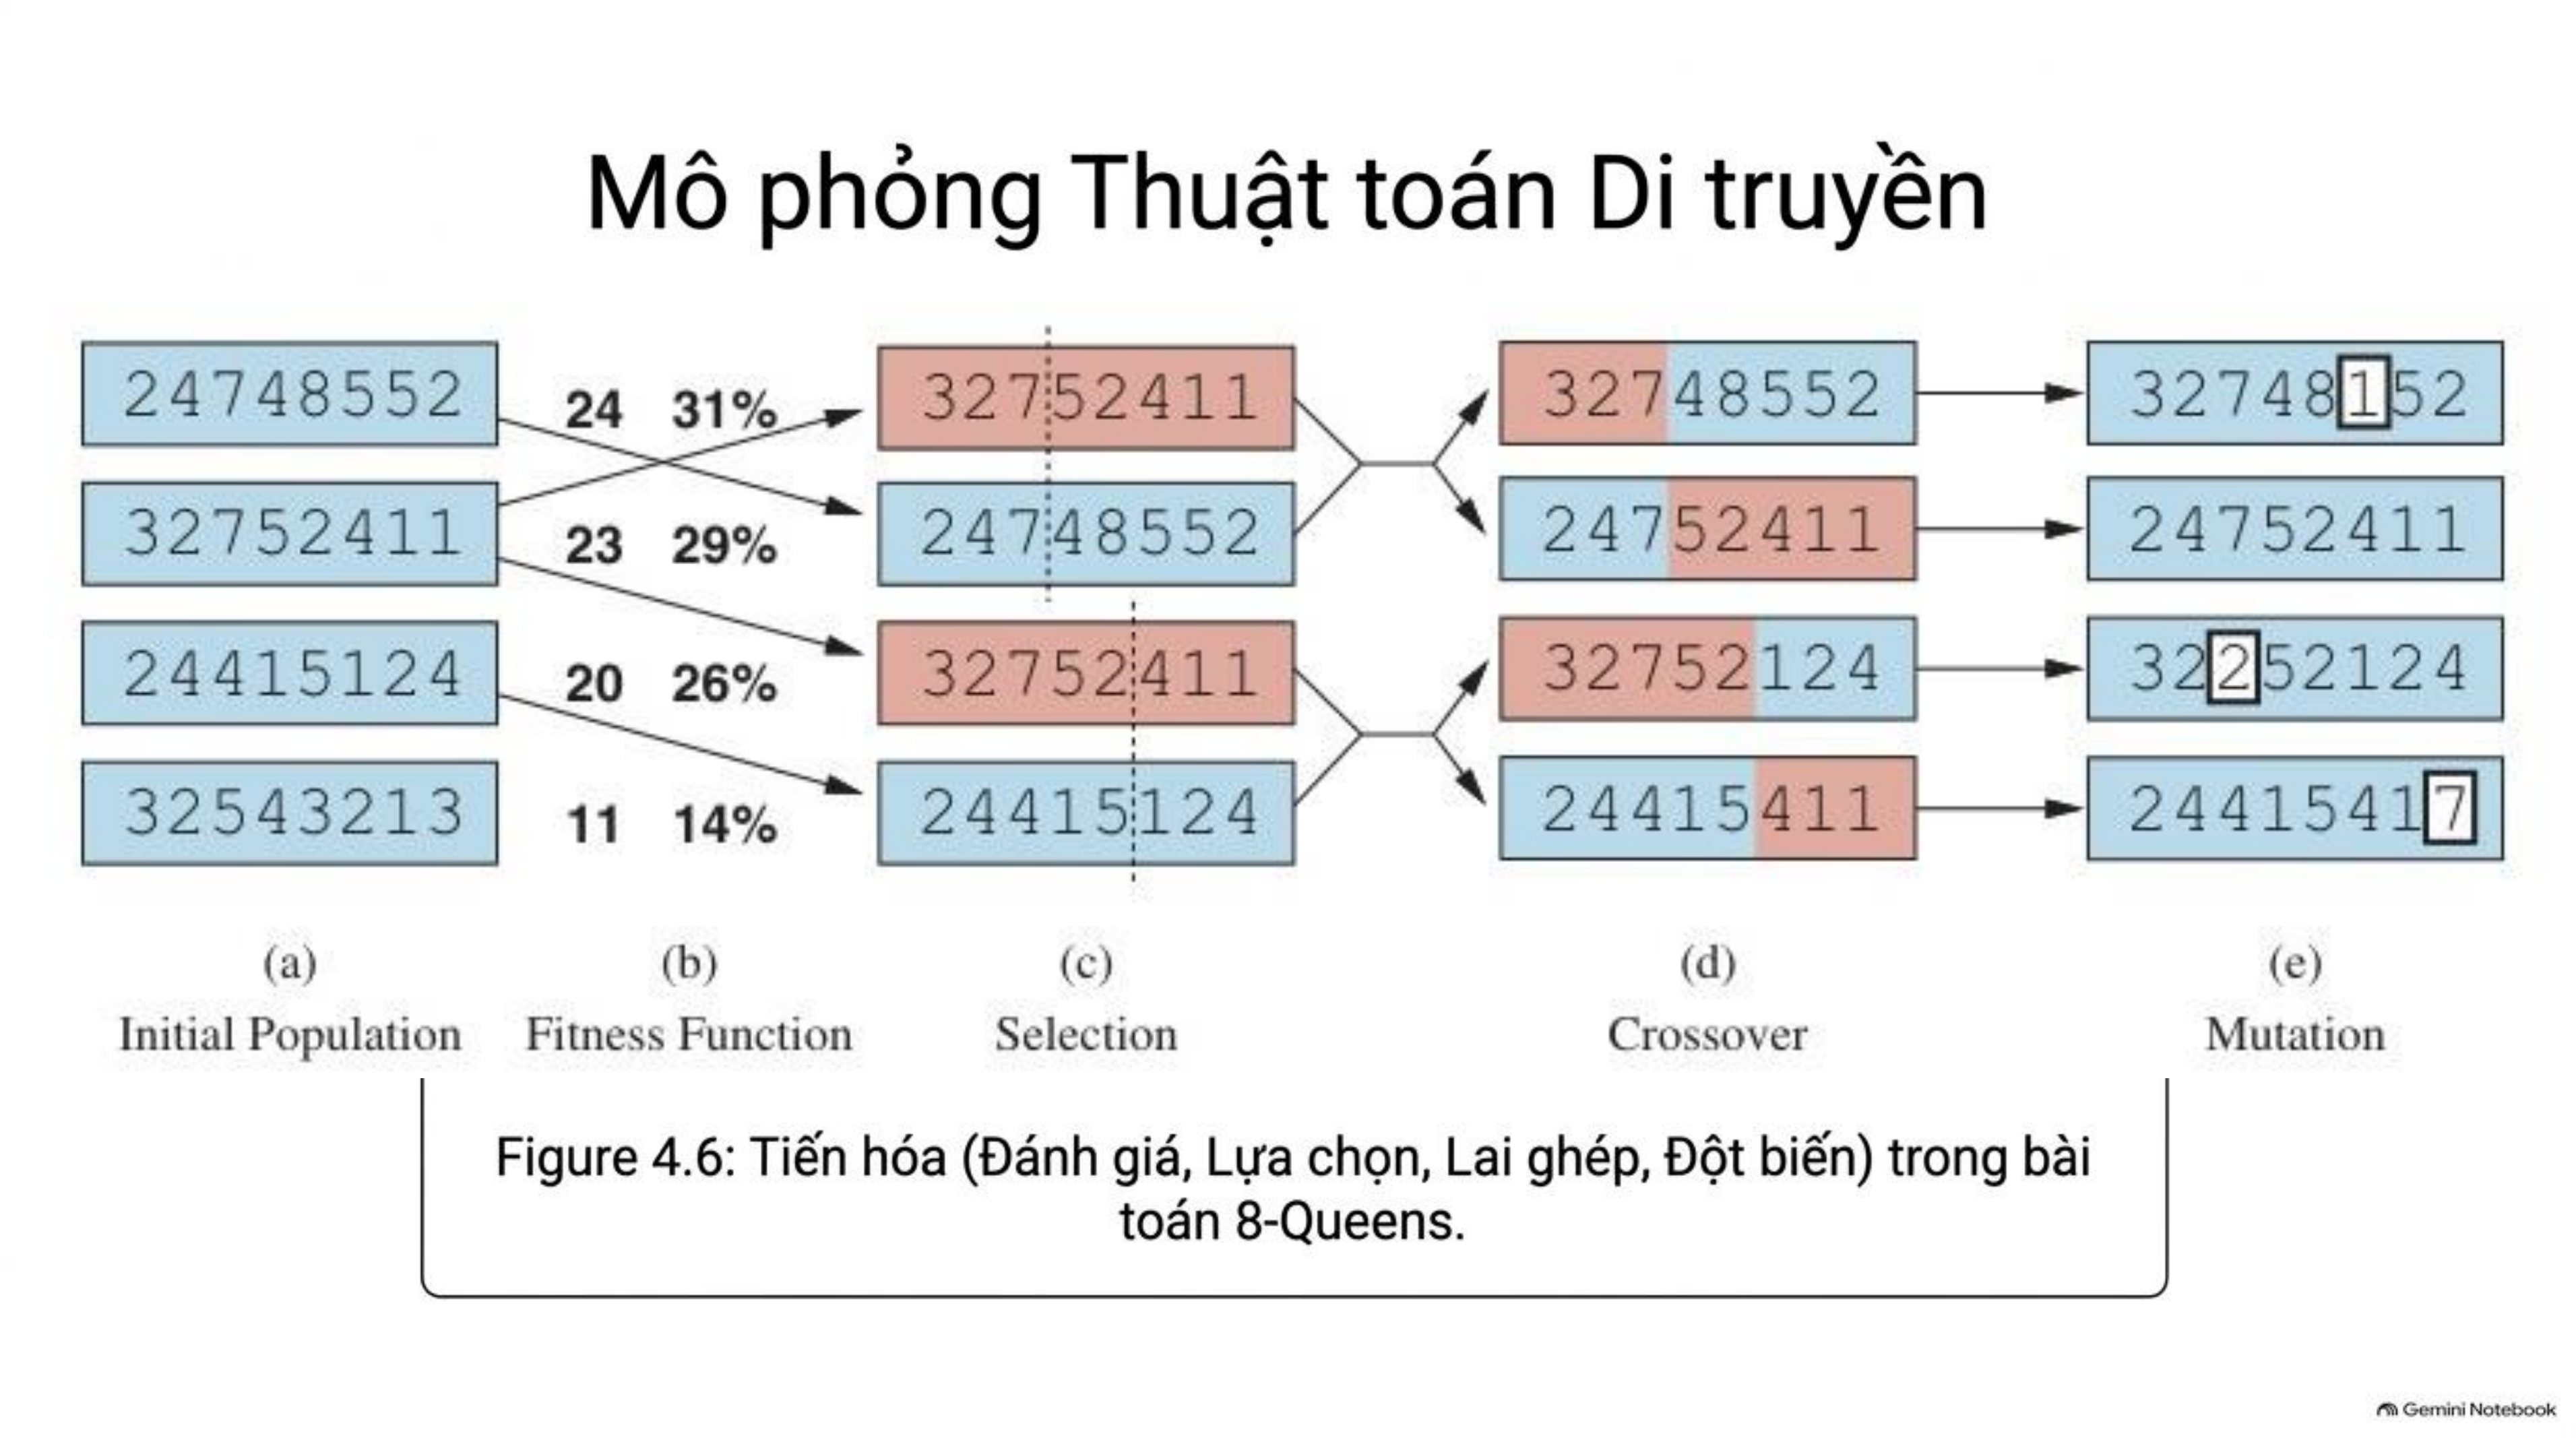 Mô phỏng Thuật toán Di truyền
24748552
32752411
24415124
32543213
24 31%
23 29%
20 26%
11 14%
32752411
24748552
32752411
24415124
32748552
24752411
32752124
24415411
32748152
24752411
32252124
24415417
(a)
Initial Population
(b)
Fitness Function
(c)
Selection
(d)
Crossover
(e)
Mutation
Figure 4.6: Tiến hóa (Đánh giá, Lựa chọn, Lai ghép, Đột biến) trong bài
toán 8-Queens.
Gemini Notebook